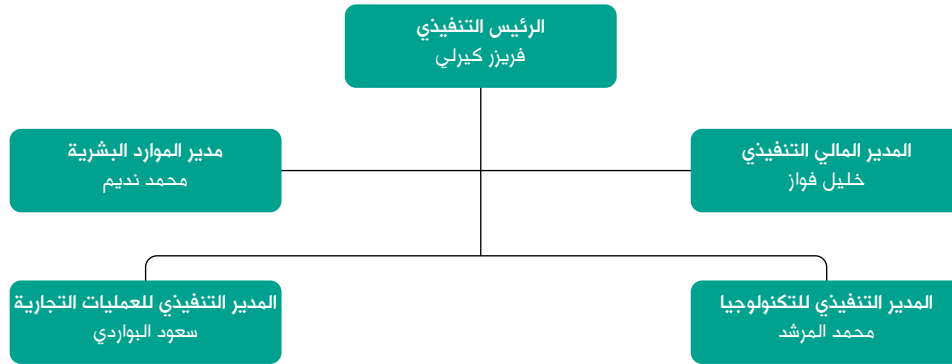 الرئيس التنفيذي
فريزر كيرلي
المدير المالي التنفيذي
خليل فواز
مدير الموارد البشرية
محمد نديم
المدير التنفيذي للتكنولوجيا
محمد المرشد
المدير التنفيذي للعمليات التجارية
سعود البواردي